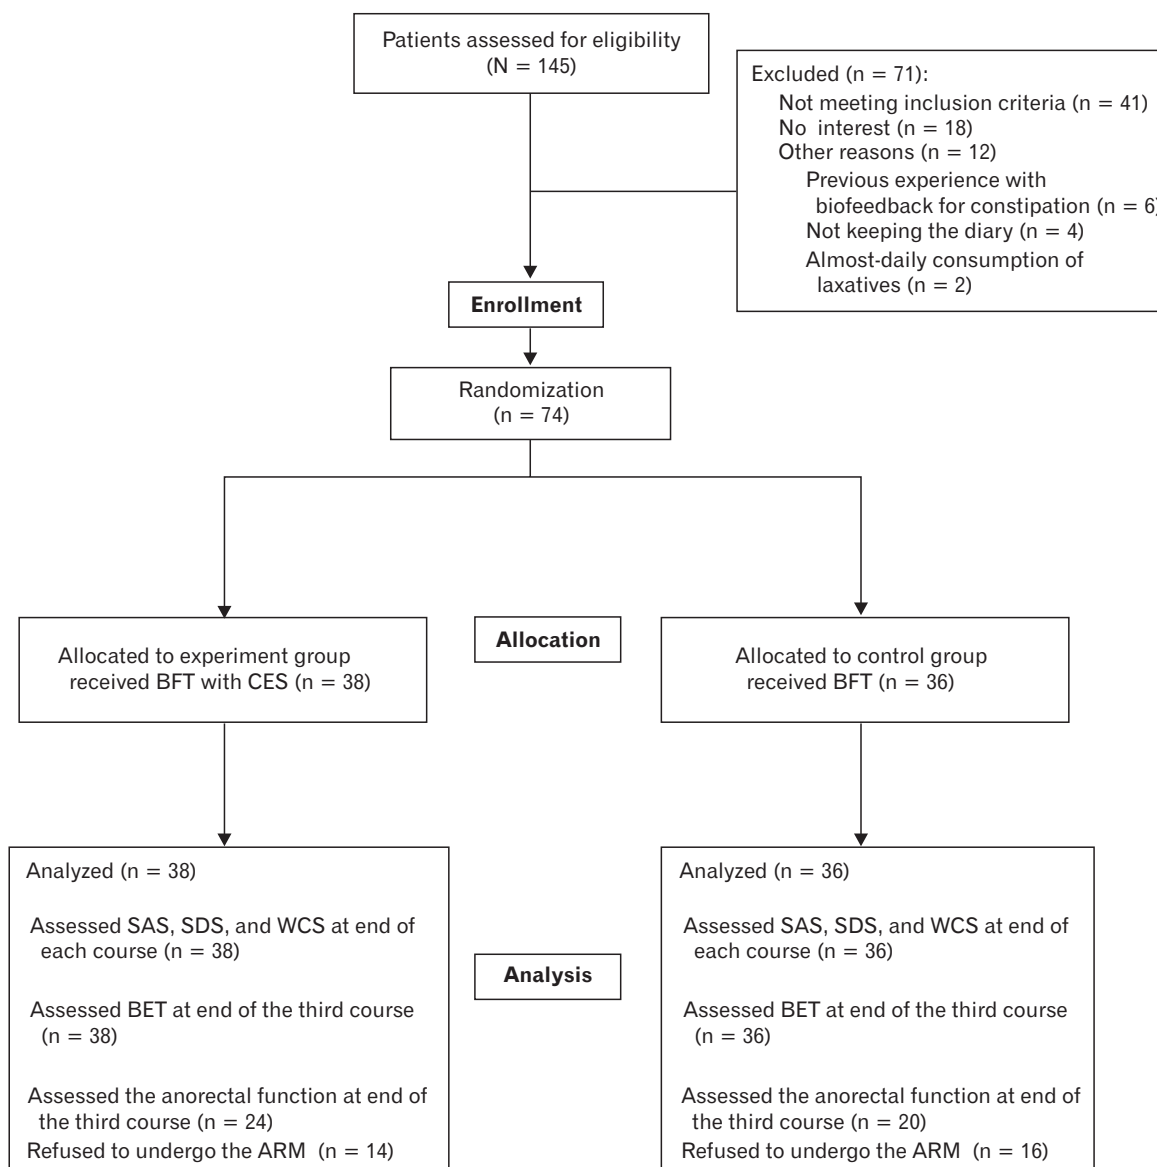 Patients assessed for eligibility
(N = 145)
Excluded (n = 71):
Not meeting inclusion criteria (n = 41)
No interest (n = 18)
Other reasons (n = 12)
Previous experience with
biofeedback for constipation (n = 6)
Not keeping the diary (n = 4)
Almost-daily consumption of
laxatives (n = 2)
Enrollment
Randomization
(n = 74)
Allocated to experiment group
received BFT with CES (n = 38)
Allocation
Allocated to control group
received BFT (n = 36)
Analyzed (n = 38)
Assessed SAS, SDS, and WCS at end of
each course (n = 38)
Assessed BET at end of the third course
(n = 38)
Assessed the anorectal function at end of
the third course (n = 24)
Refused to undergo the ARM (n = 14)
Analysis
Analyzed (n = 36)
Assessed SAS, SDS, and WCS at end of
each course (n = 36)
Assessed BET at end of the third course
(n = 36)
Assessed the anorectal function at end of
the third course (n = 20)
Refused to undergo the ARM (n = 16)